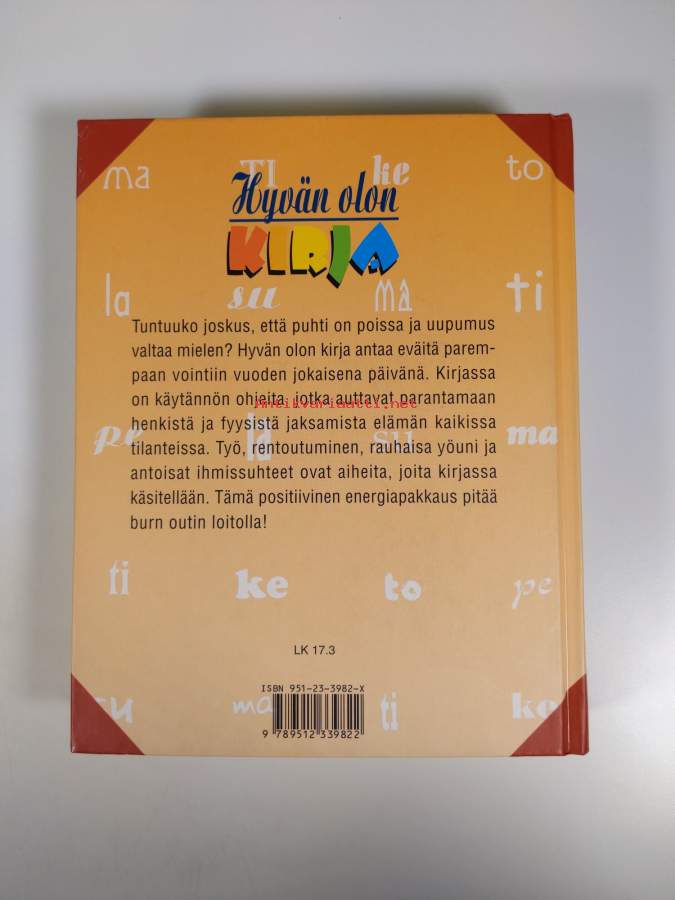 ma TI ke to
Hyvän olon
KIRJA
la su MA ti
Tuntuuko joskus, että puhti on poissa ja uupumus
valtaa mielen? Hyvän olon kirja antaa eväitä parem-
paan vointiin vuoden jokaisena päivänä. Kirjassa
on käytännön ohjeita, jotka auttavat parantamaan
Antikvariaatti.net
henkistä ja fyysistä jaksamista elämän kaikissa
pe la su ma
tilanteissa. Työ, rentoutuminen, rauhaisa yöuni ja
antoisat ihmissuhteet ovat aiheita, joita kirjassa
käsitellään. Tämä positiivinen energiapakkaus pitää
burn outin loitolla!
ti ke to pe
LK 17.3
ISBN 951-23-3982-X
su ma ti ke
9 789512 339822